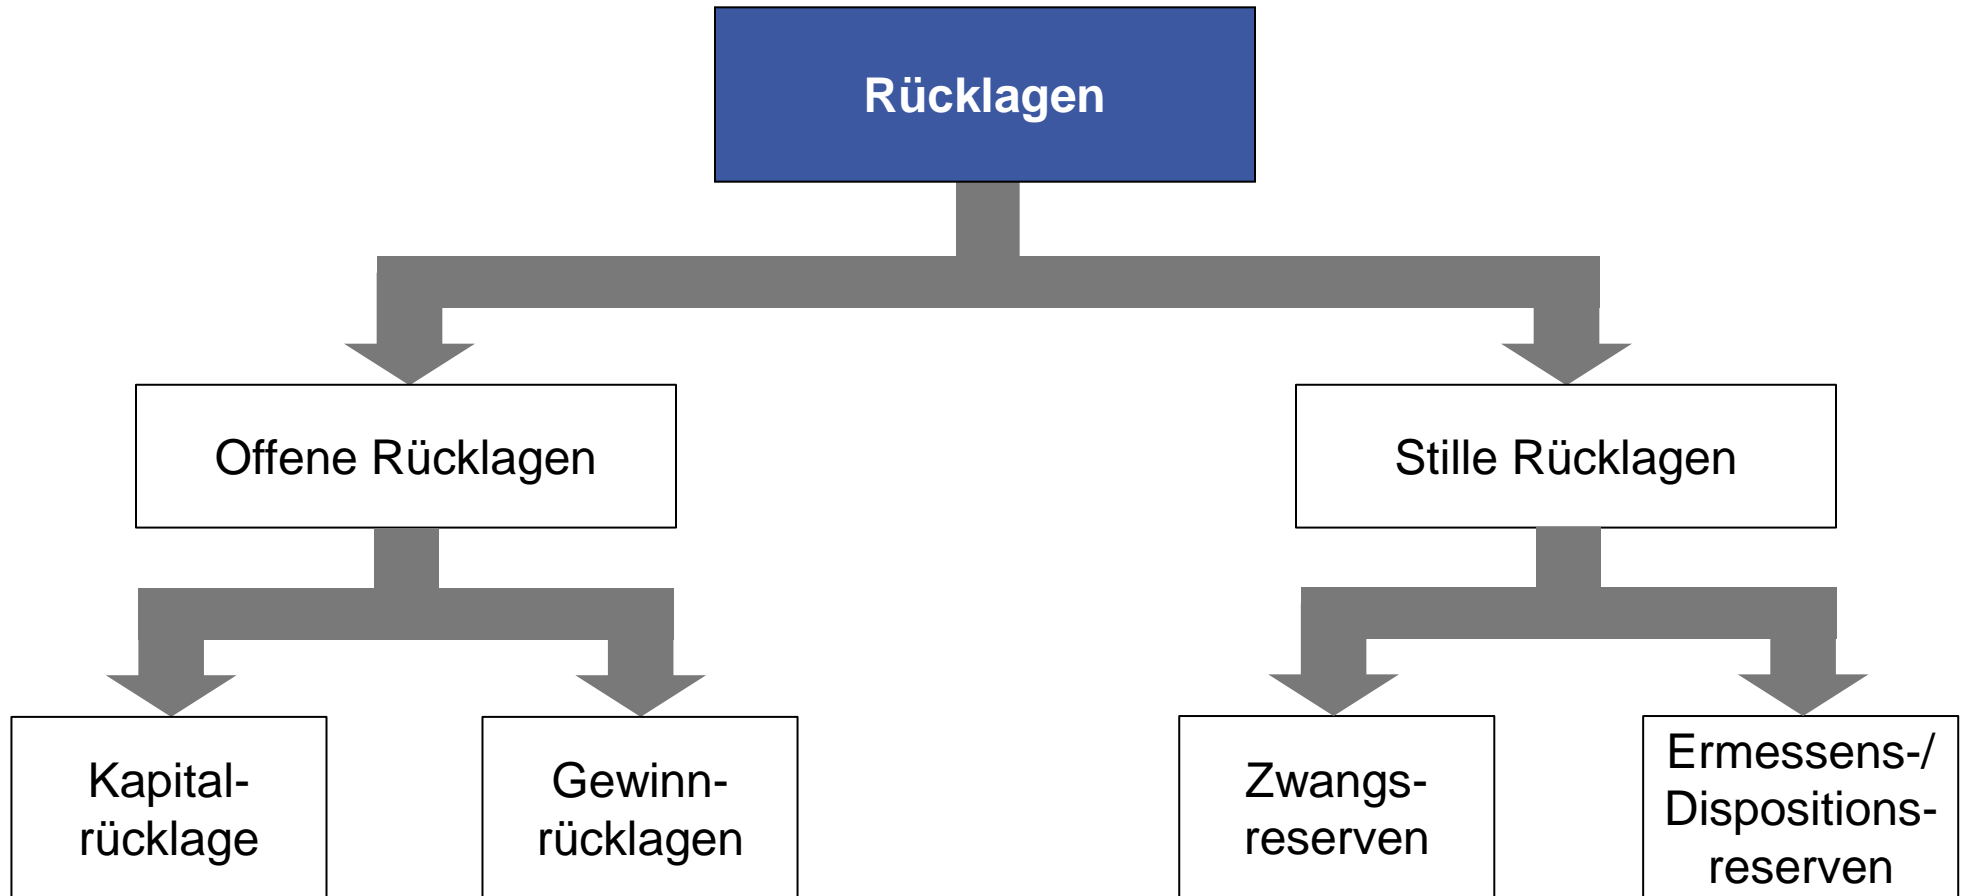 Rücklagen
Offene Rücklagen
Stille Rücklagen
Kapital-
rücklage
Gewinn-
rücklagen
Zwangs-
reserven
Ermessens-/
Dispositions-
reserven